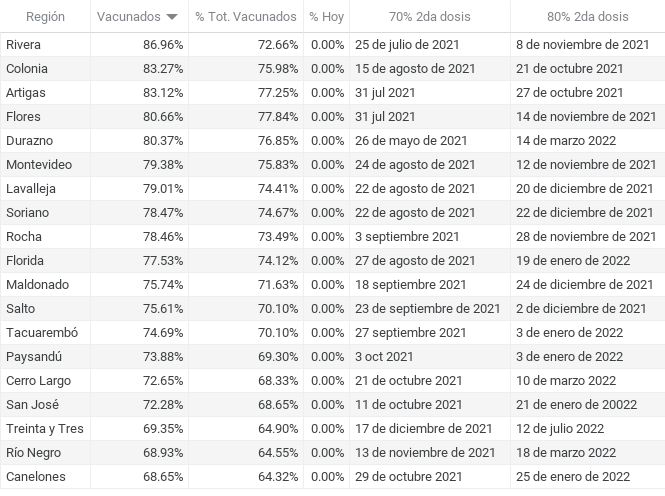 Región Vacunados % Tot. Vacunados % Hoy 70% 2da dosis 80% 2da dosis
Rivera 86.96% 72.66% 0.00% 25 de julio de 2021 8 de noviembre de 2021
Colonia 83.27% 75.98% 0.00% 15 de agosto de 2021 21 de octubre 2021
Artigas 83.12% 77.25% 0.00% 31 jul 2021 27 de octubre 2021
Flores 80.66% 77.84% 0.00% 31 jul 2021 14 de noviembre de 2021
Durazno 80.37% 76.85% 0.00% 26 de mayo de 2021 14 de marzo 2022
Montevideo 79.38% 75.83% 0.00% 24 de agosto de 2021 12 de noviembre de 2021
Lavalleja 79.01% 74.41% 0.00% 22 de agosto de 2021 20 de diciembre de 2021
Soriano 78.47% 74.67% 0.00% 22 de agosto de 2021 22 de diciembre de 2021
Rocha 78.46% 73.49% 0.00% 3 septiembre 2021 28 de noviembre de 2021
Florida 77.53% 74.12% 0.00% 27 de agosto de 2021 19 de enero de 2022
Maldonado 75.74% 71.63% 0.00% 18 septiembre 2021 24 de diciembre de 2021
Salto 75.61% 70.10% 0.00% 23 de septiembre de 2021 2 de diciembre de 2021
Tacuarembó 74.69% 70.10% 0.00% 27 septiembre 2021 3 de enero de 2022
Paysandú 73.88% 69.30% 0.00% 3 oct 2021 3 de enero de 2022
Cerro Largo 72.65% 68.33% 0.00% 21 de octubre de 2021 10 de marzo 2022
San José 72.28% 68.65% 0.00% 11 de octubre de 2021 21 de enero de 20022
Treinta y Tres 69.35% 64.90% 0.00% 17 de diciembre de 2021 12 de julio 2022
Río Negro 68.93% 64.55% 0.00% 13 de noviembre de 2021 18 de marzo de 2022
Canelones 68.65% 64.32% 0.00% 29 de octubre de 2021 25 de enero de 2022